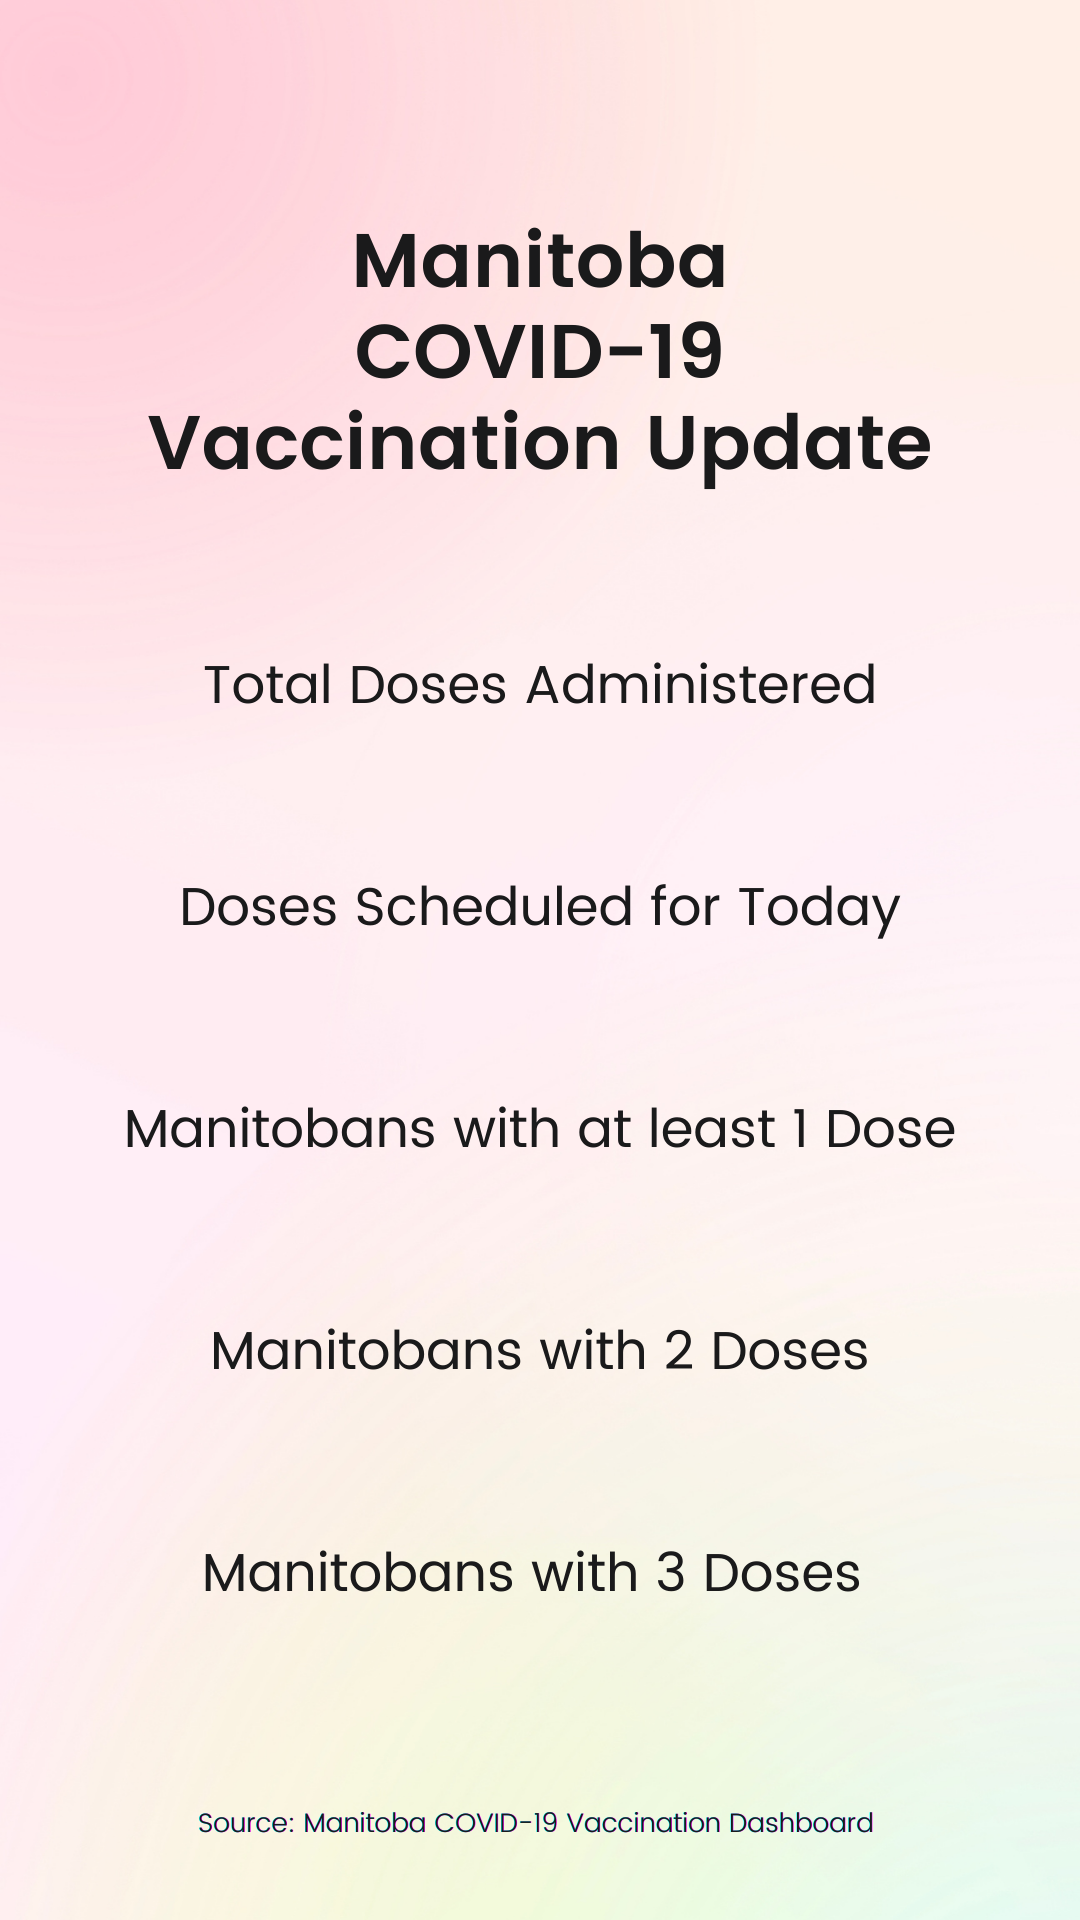 Manitoba
COVID-19
Vaccination Update
Total Doses Administered
Doses Scheduled for Today
Manitobans with at least 1 Dose
Manitobans with 2 Doses
Manitobans with 3 Doses
Source: Manitoba COVID-19 Vaccination Dashboard